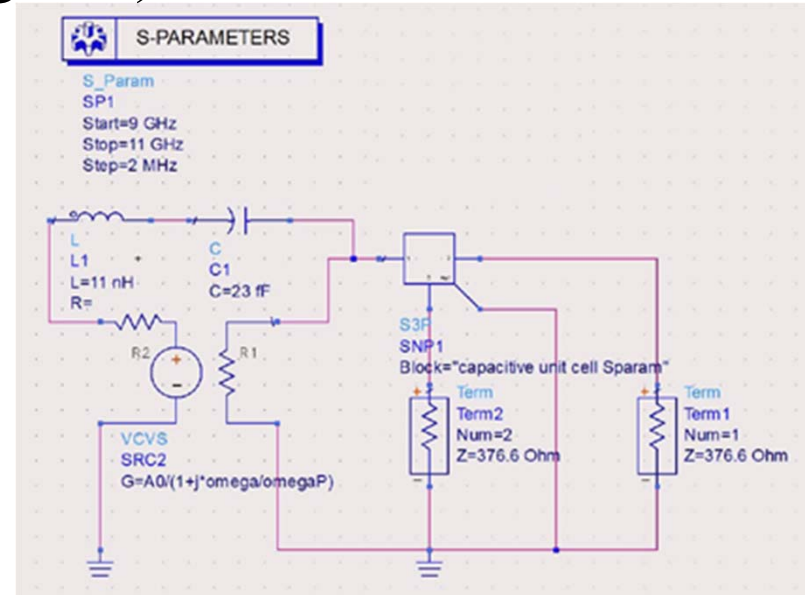 S-PARAMETERS
S_Param
SP1
Start=9 GHz
Stop=11 GHz
Step=2 MHz
L
L1
L=11 nH
R=
C
C1
C=23 fF
R2
R1
VCVS
SRC2
G=A0/(1+j*omega/omegaP)
S3P
SNP1
Block="capacitive unit cell Sparam"
Term
Term2
Num=2
Z=376.6 Ohm
Term
Term1
Num=1
Z=376.6 Ohm